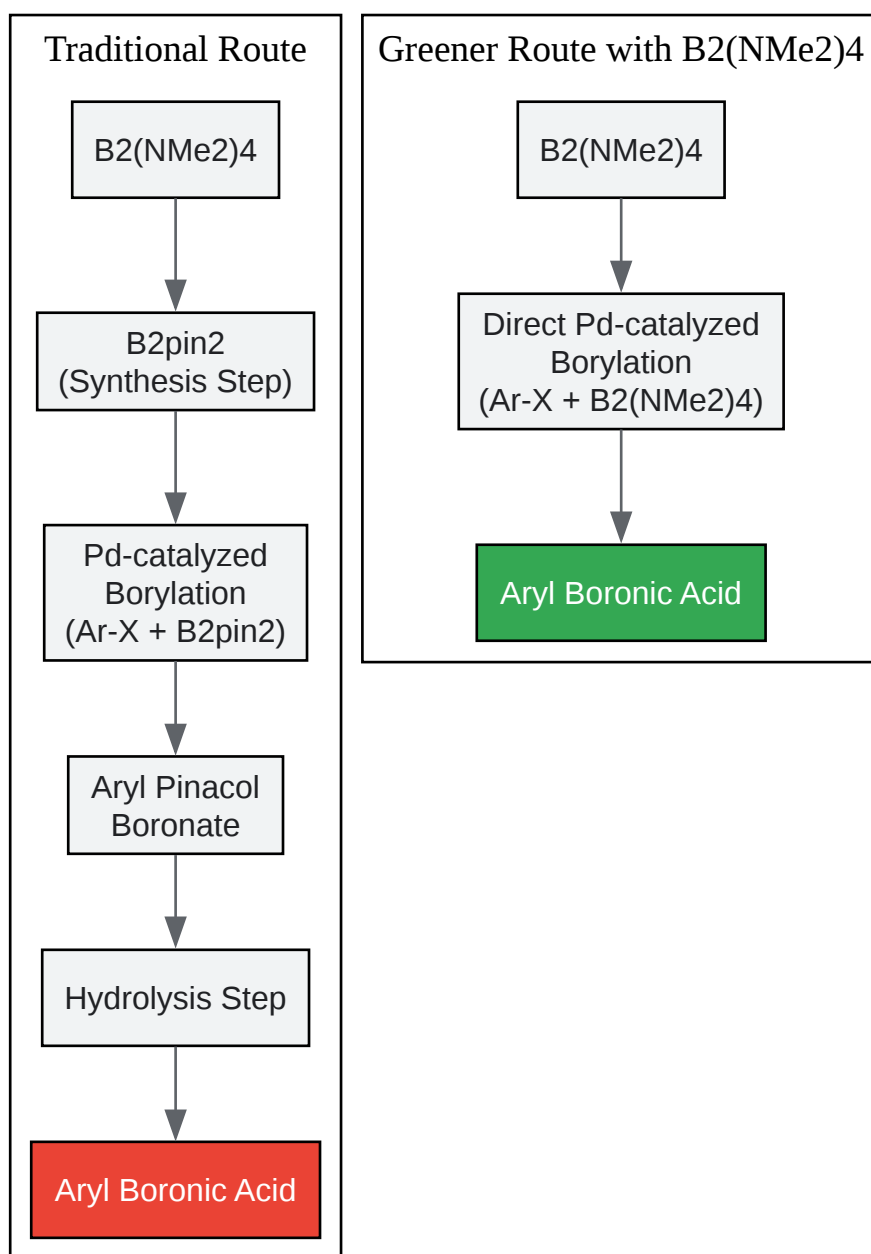 Traditional Route
B2(NMe2)4
B2pin2
(Synthesis Step)
Pd-catalyzed
Borylation
(Ar-X + B2pin2)
Aryl Pinacol
Boronate
Hydrolysis Step
Aryl Boronic Acid
Greener Route with B2(NMe2)4
B2(NMe2)4
Direct Pd-catalyzed
Borylation
(Ar-X + B2(NMe2)4)
Aryl Boronic Acid